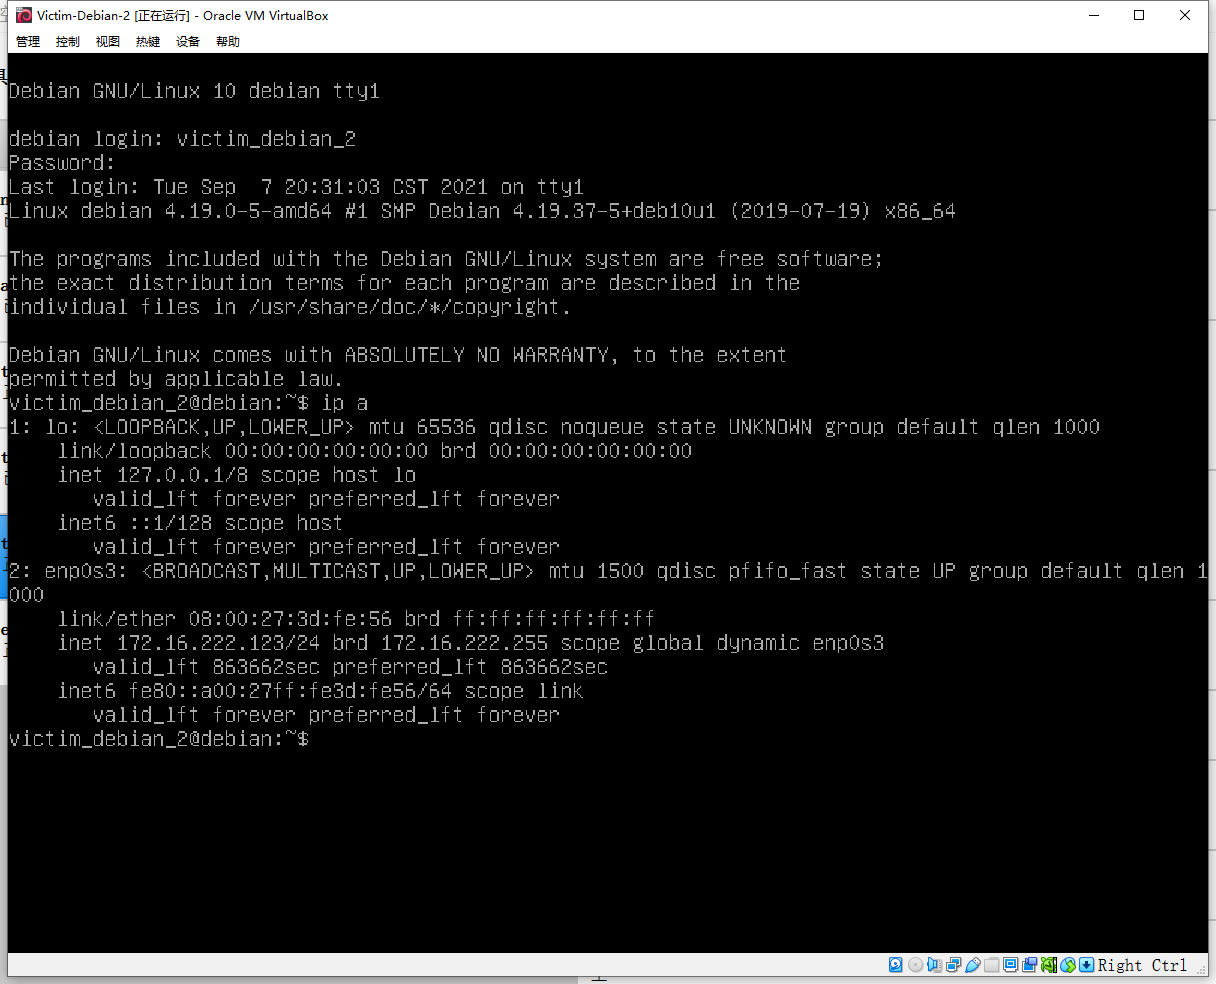 Victim-Debian-2 [正在运行] - Oracle VM VirtualBox
管理 控制 视图 热键 设备 帮助
Debian GNU/Linux 10 debian tty1
debian login: victim_debian_2
Password:
Last login: Tue Sep  7 20:31:03 CST 2021 on tty1
Linux debian 4.19.0-5-amd64 #1 SMP Debian 4.19.37-5+deb10u1 (2019-07-19) x86_64
The programs included with the Debian GNU/Linux system are free software;
the exact distribution terms for each program are described in the
individual files in /usr/share/doc/*/copyright.
Debian GNU/Linux comes with ABSOLUTELY NO WARRANTY, to the extent
permitted by applicable law.
victim_debian_2@debian:~$ ip a
1: lo: <LOOPBACK,UP,LOWER_UP> mtu 65536 qdisc noqueue state UNKNOWN group default qlen 1000
    link/loopback 00:00:00:00:00:00 brd 00:00:00:00:00:00
    inet 127.0.0.1/8 scope host lo
       valid_lft forever preferred_lft forever
    inet6 ::1/128 scope host
       valid_lft forever preferred_lft forever
2: enp0s3: <BROADCAST,MULTICAST,UP,LOWER_UP> mtu 1500 qdisc pfifo_fast state UP group default qlen 1
000
    link/ether 08:00:27:3d:fe:56 brd ff:ff:ff:ff:ff:ff
    inet 172.16.222.123/24 brd 172.16.222.255 scope global dynamic enp0s3
       valid_lft 863662sec preferred_lft 863662sec
    inet6 fe80::a00:27ff:fe3d:fe56/64 scope link
       valid_lft forever preferred_lft forever
victim_debian_2@debian:~$
Right Ctrl